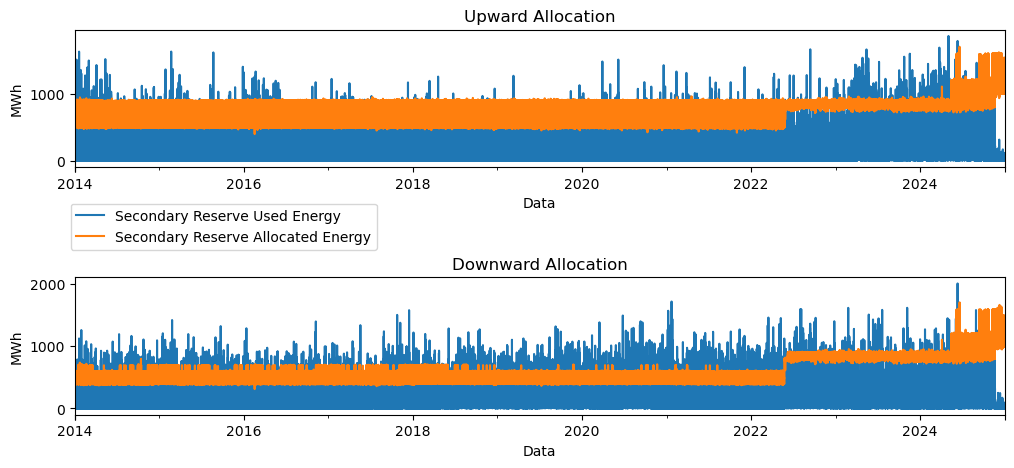 Upward Allocation
MWh
1000
0
2014 2016 2018 2020 2022 2024
Data
Secondary Reserve Used Energy
Secondary Reserve Allocated Energy
Downward Allocation
MWh
2000
1000
0
2014 2016 2018 2020 2022 2024
Data